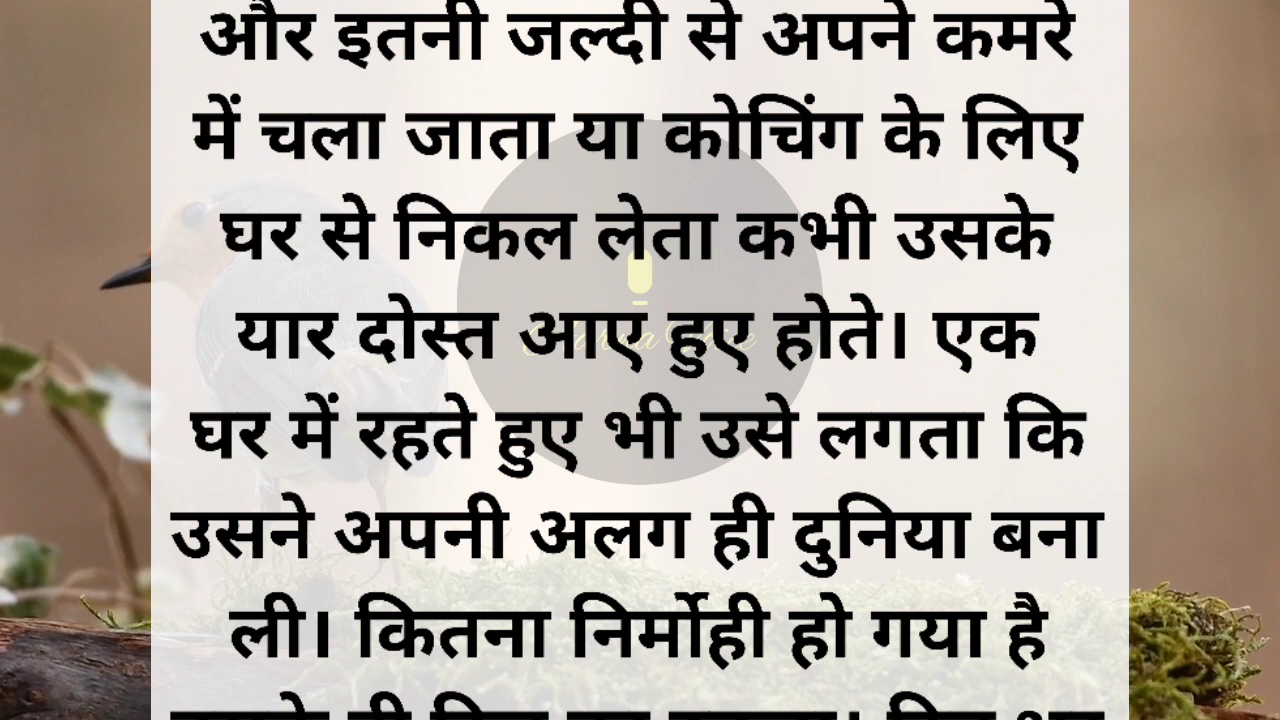 और इतनी जल्दी से अपने कमरे
में चला जाता या कोचिंग के लिए
घर से निकल लेता कभी उसके
यार दोस्त आए हुए होते। एक
घर में रहते हुए भी उसे लगता कि
उसने अपनी अलग ही दुनिया बना
ली। कितना निर्मोही हो गया है